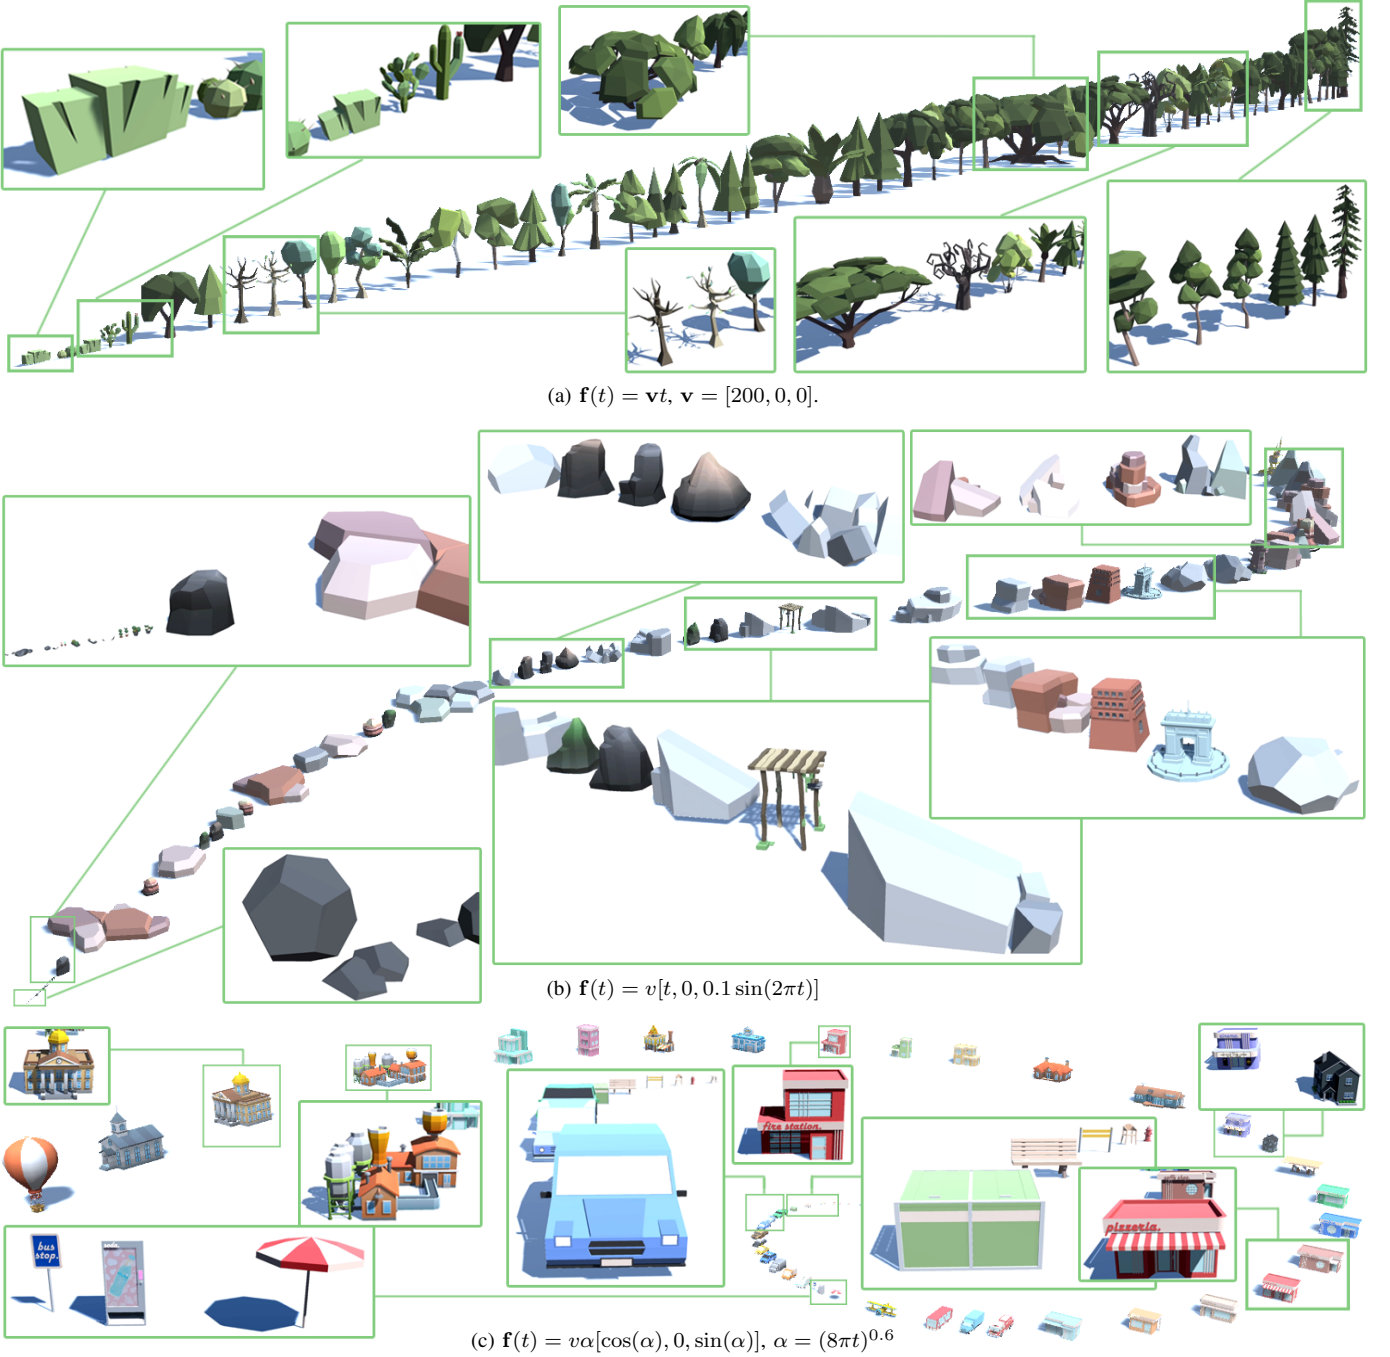 (a) f(t) = vt, v = [200, 0, 0].
(b) f(t) = v[t, 0, 0.1 sin(2πt)]
fire station.
pizzeria.
bus
stop.
(c) f(t) = vα[cos(α), 0, sin(α)], α = (8πt)^0.6